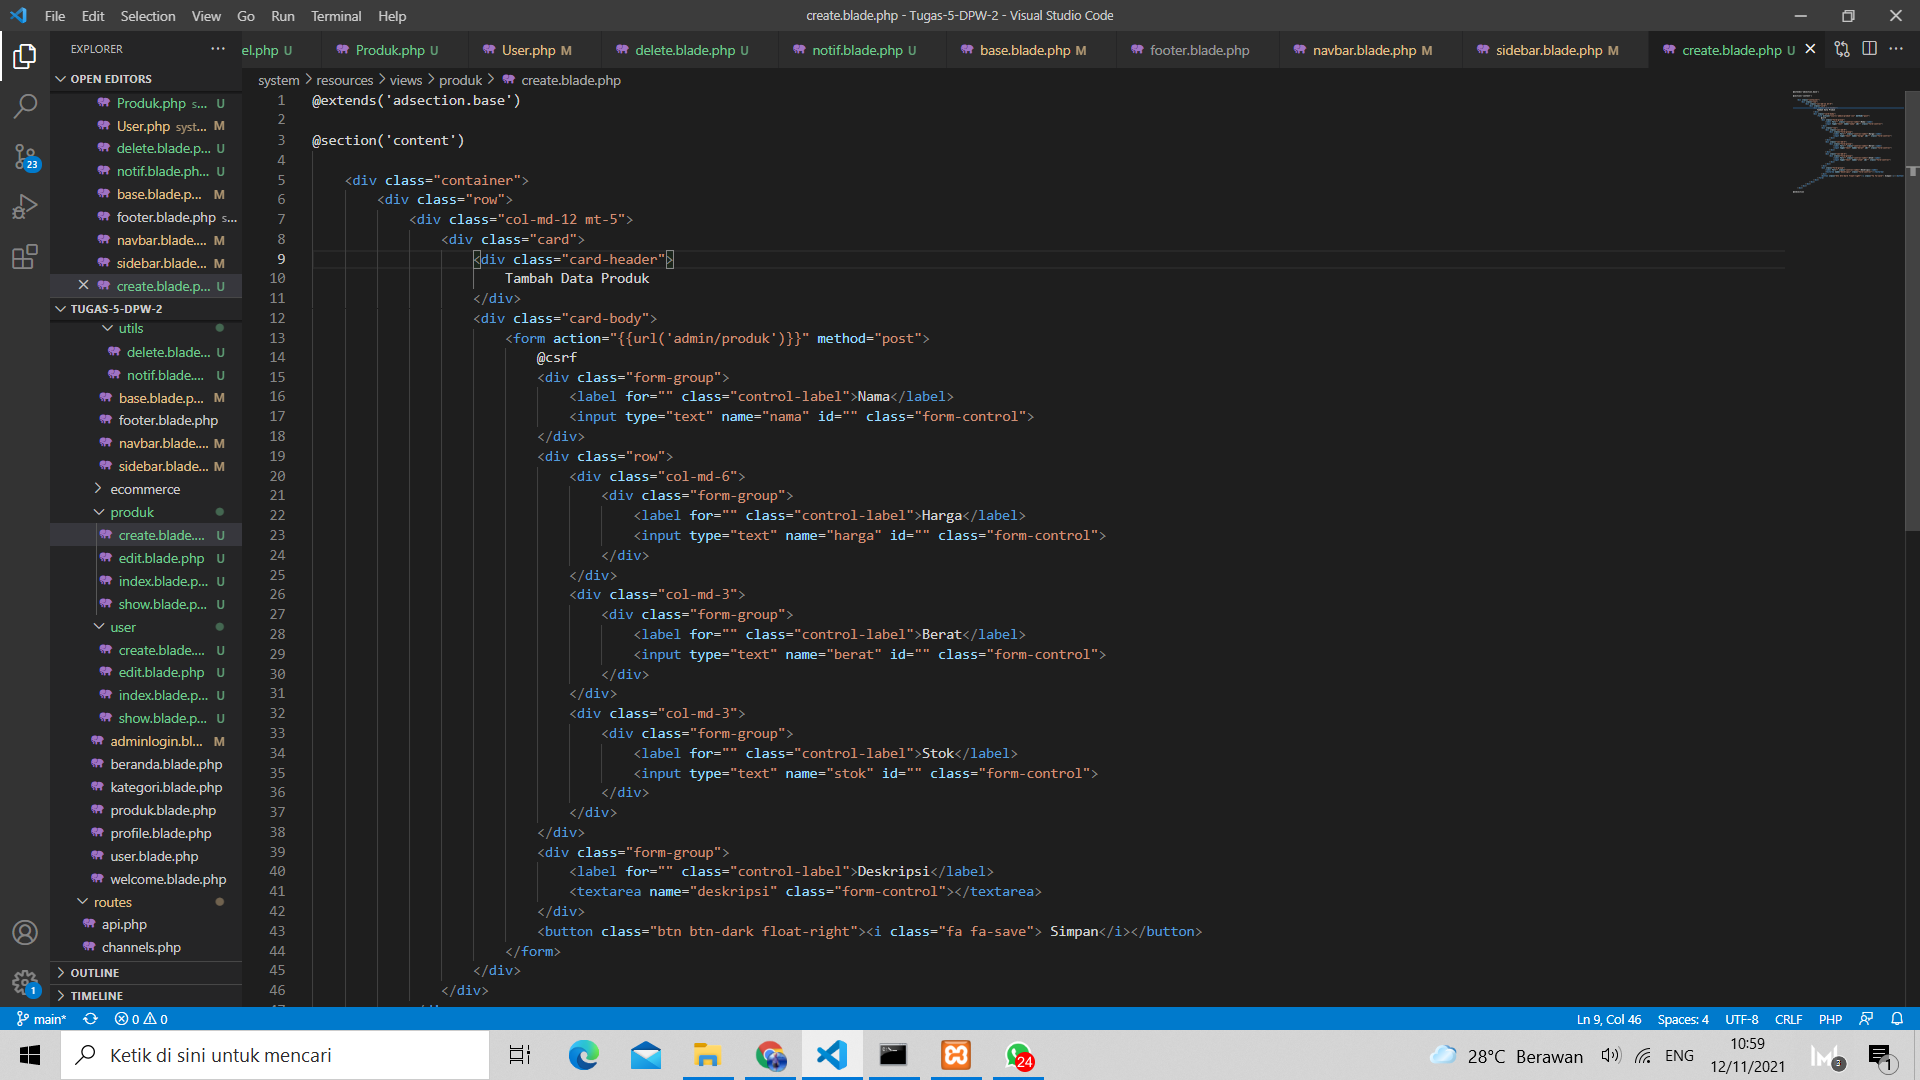 File Edit Selection View Go Run Terminal Help
create.blade.php - Tugas-5-DPW-2 - Visual Studio Code
EXPLORER
el.php U
Produk.php U
User.php M
delete.blade.php U
notif.blade.php U
base.blade.php M
footer.blade.php
navbar.blade.php M
sidebar.blade.php M
create.blade.php U
OPEN EDITORS
Produk.php s... U
User.php syst... M
delete.blade.p... U
notif.blade.ph... U
base.blade.p... M
footer.blade.php s...
navbar.blade.... M
sidebar.blade... M
create.blade.p... U
TUGAS-5-DPW-2
utils
delete.blade... U
notif.blade.... U
base.blade.p... M
footer.blade.php
navbar.blade.... M
sidebar.blade... M
ecommerce
produk
create.blade.... U
edit.blade.php U
index.blade.p... U
show.blade.p... U
user
create.blade.... U
edit.blade.php U
index.blade.p... U
show.blade.p... U
adminlogin.bl... M
beranda.blade.php
kategori.blade.php
produk.blade.php
profile.blade.php
user.blade.php
welcome.blade.php
routes
api.php
channels.php
OUTLINE
TIMELINE
23
1
system > resources > views > produk > create.blade.php
1 @extends('adsection.base')
2
3 @section('content')
4
5 <div class="container">
6 <div class="row">
7 <div class="col-md-12 mt-5">
8 <div class="card">
9 <div class="card-header">
10 Tambah Data Produk
11 </div>
12 <div class="card-body">
13 <form action="{{url('admin/produk')}}" method="post">
14 @csrf
15 <div class="form-group">
16 <label for="" class="control-label">Nama</label>
17 <input type="text" name="nama" id="" class="form-control">
18 </div>
19 <div class="row">
20 <div class="col-md-6">
21 <div class="form-group">
22 <label for="" class="control-label">Harga</label>
23 <input type="text" name="harga" id="" class="form-control">
24 </div>
25 </div>
26 <div class="col-md-3">
27 <div class="form-group">
28 <label for="" class="control-label">Berat</label>
29 <input type="text" name="berat" id="" class="form-control">
30 </div>
31 </div>
32 <div class="col-md-3">
33 <div class="form-group">
34 <label for="" class="control-label">Stok</label>
35 <input type="text" name="stok" id="" class="form-control">
36 </div>
37 </div>
38 </div>
39 <div class="form-group">
40 <label for="" class="control-label">Deskripsi</label>
41 <textarea name="deskripsi" class="form-control"></textarea>
42 </div>
43 <button class="btn btn-dark float-right"><i class="fa fa-save"> Simpan</i></button>
44 </form>
45 </div>
46 </div>
main* 0 0
Ln 9, Col 46 Spaces: 4 UTF-8 CRLF PHP
Ketik di sini untuk mencari
24
28°C Berawan
ENG
10:59
12/11/2021
3
1